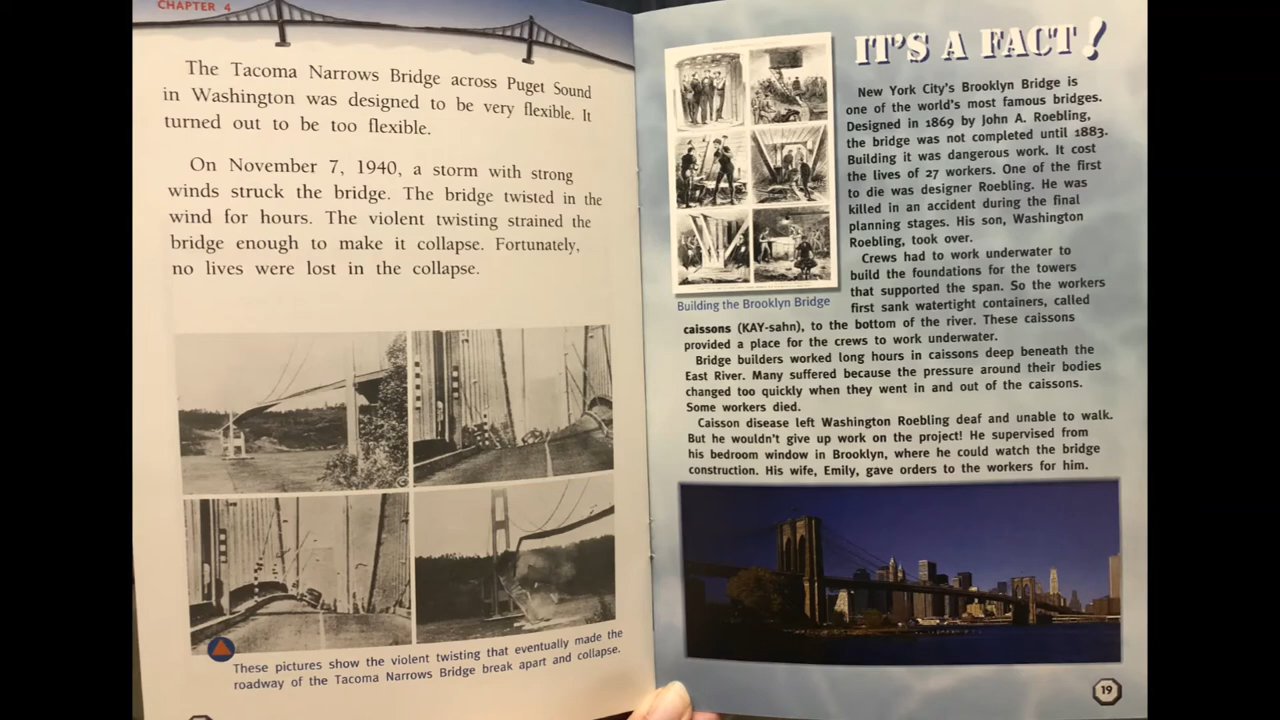 CHAPTER 4
The Tacoma Narrows Bridge across Puget Sound
in Washington was designed to be very flexible. It
turned out to be too flexible.
On November 7, 1940, a storm with strong
winds struck the bridge. The bridge twisted in the
wind for hours. The violent twisting strained the
bridge enough to make it collapse. Fortunately,
no lives were lost in the collapse.
These pictures show the violent twisting that eventually made the
roadway of the Tacoma Narrows Bridge break apart and collapse.
IT'S A FACT!
New York City's Brooklyn Bridge is
one of the world's most famous bridges.
Designed in 1869 by John A. Roebling,
the bridge was not completed until 1883.
Building it was dangerous work. It cost
the lives of 27 workers. One of the first
to die was designer Roebling. He was
killed in an accident during the final
planning stages. His son, Washington
Roebling, took over.
Crews had to work underwater to
build the foundations for the towers
that supported the span. So the workers
first sank watertight containers, called
Building the Brooklyn Bridge
caissons (KAY-sahn), to the bottom of the river. These caissons
provided a place for the crews to work underwater.
Bridge builders worked long hours in caissons deep beneath the
East River. Many suffered because the pressure around their bodies
changed too quickly when they went in and out of the caissons.
Some workers died.
Caisson disease left Washington Roebling deaf and unable to walk.
But he wouldn't give up work on the project! He supervised from
his bedroom window in Brooklyn, where he could watch the bridge
construction. His wife, Emily, gave orders to the workers for him.
19